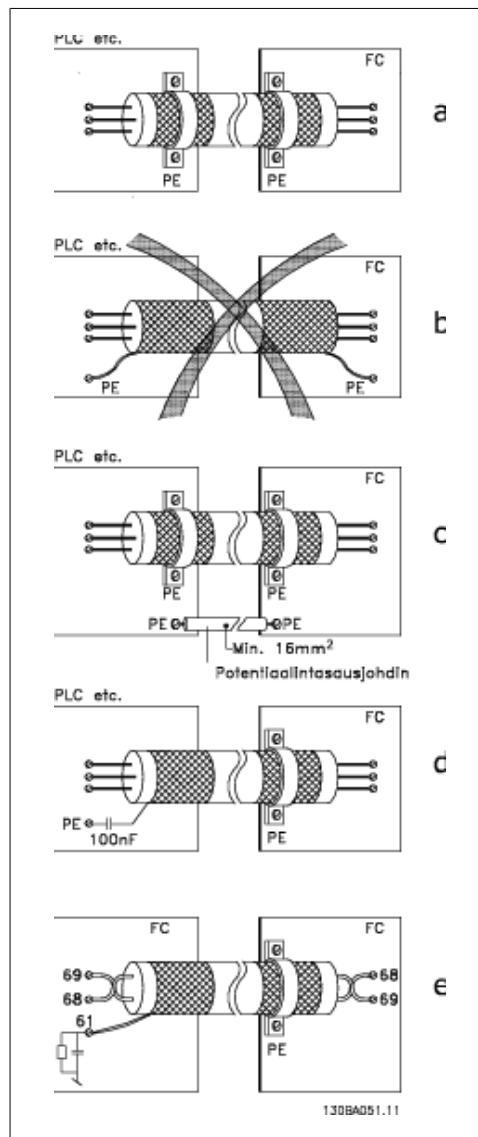 PLC etc.
FC
PE
PE
a
PLC etc.
FC
PE
PE
b
PLC etc.
FC
PE
PE
PE
PE
Min. 16mm²
Potentiaalintasausjohdin
c
PLC etc.
FC
PE
100nF
PE
d
FC
FC
69
68
68
69
61
PE
e
130BA051.11